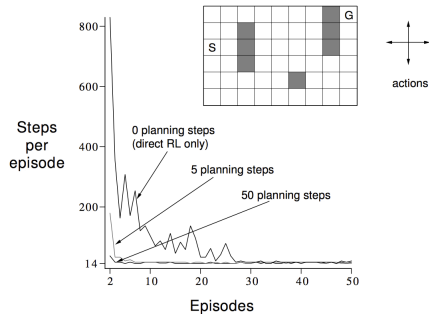 G
S
actions
800
600
400
200
14
Steps
per
episode
0 planning steps
(direct RL only)
5 planning steps
50 planning steps
2
10
20
30
40
50
Episodes